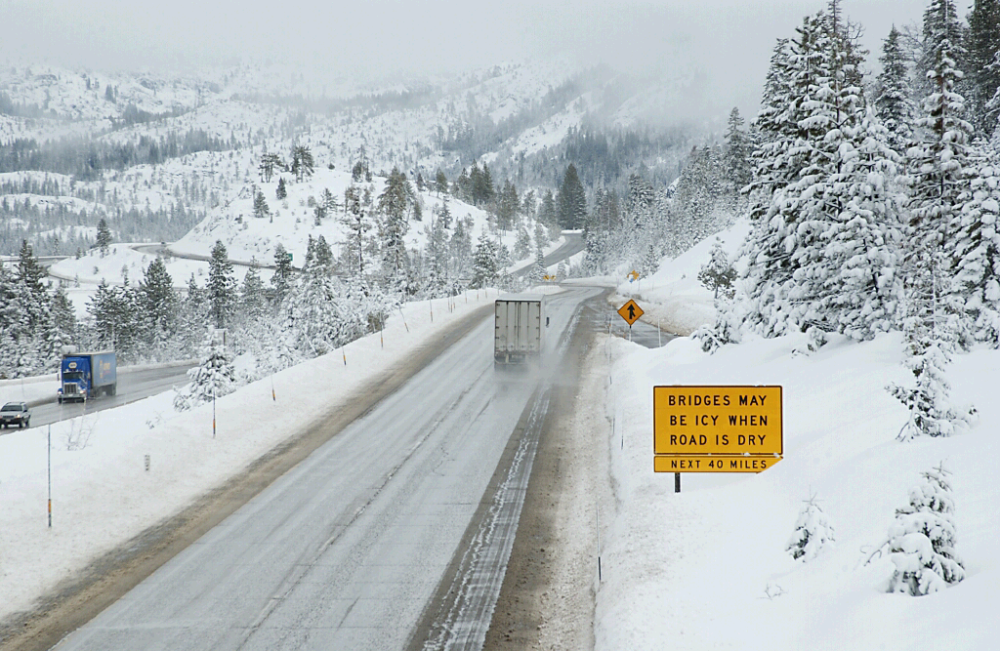 BRIDGES MAY
BE ICY WHEN
ROAD IS DRY
NEXT 40 MILES